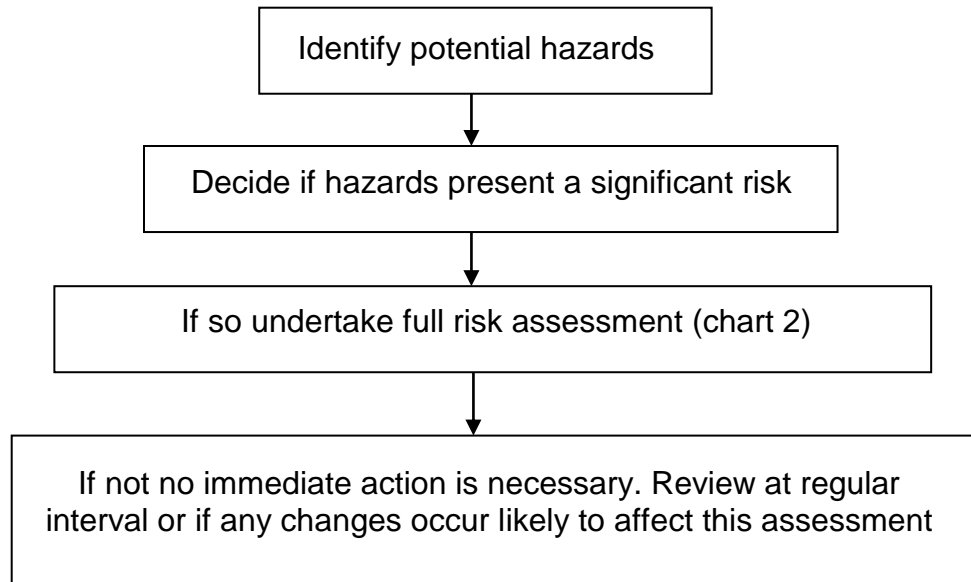 Identify potential hazards
Decide if hazards present a significant risk
If so undertake full risk assessment (chart 2)
If not no immediate action is necessary. Review at regular
interval or if any changes occur likely to affect this assessment